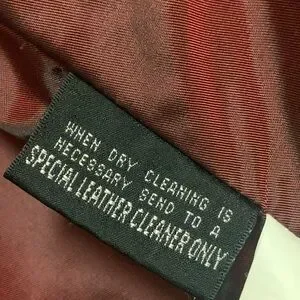 WHEN DRY CLEANING IS
NECESSARY SEND TO A
SPECIAL LEATHER CLEANER ONLY